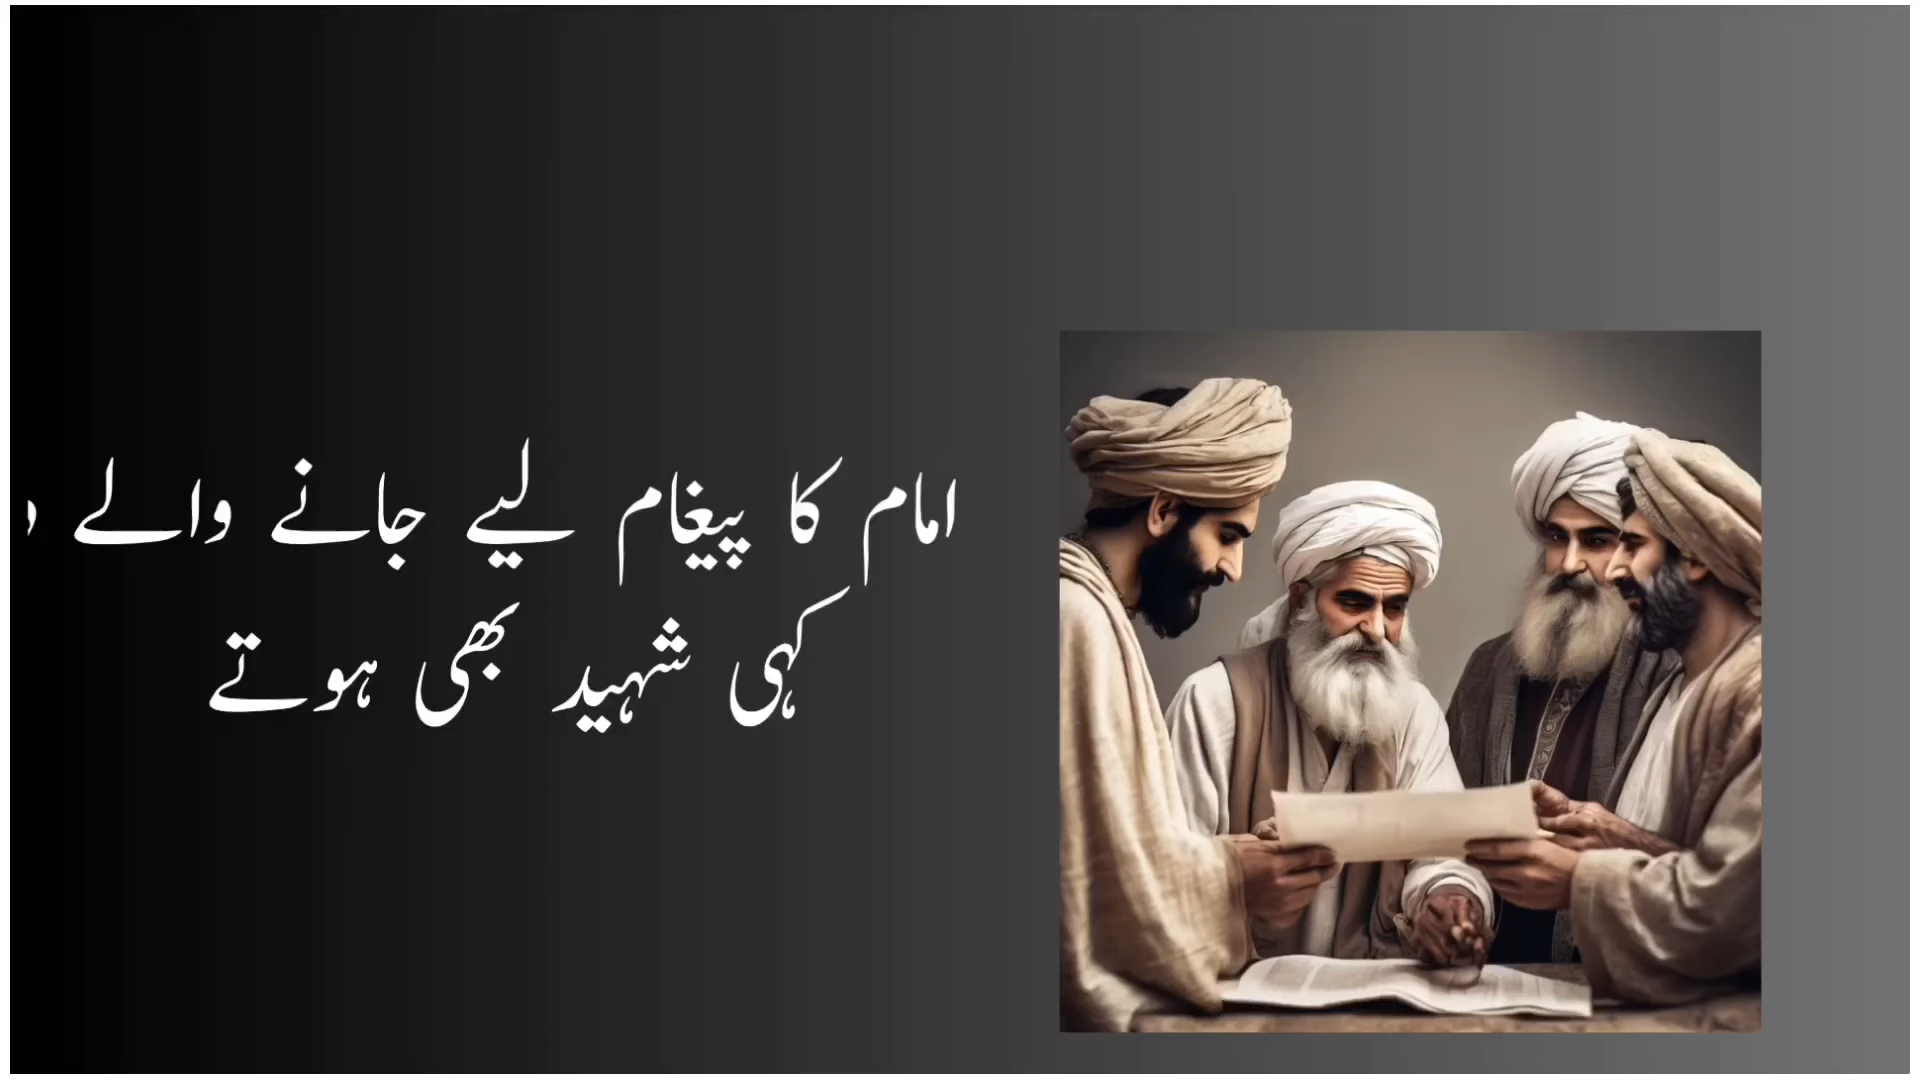 امام کا پیغام لیے جانے والے
کہی شہید بھی ہوتے